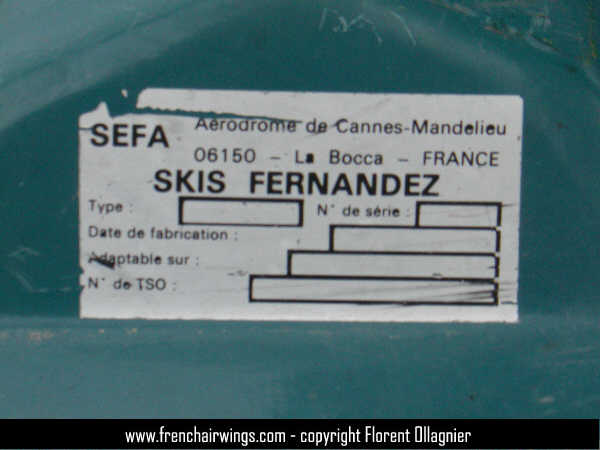 SEFA Aérodrome de Cannes-Mandelieu
06150 - La Bocca - FRANCE
SKIS FERNANDEZ
Type : N° de série :
Date de fabrication :
Adaptable sur :
N° de TSO :
www.frenchairwings.com - copyright Florent Ollagnier